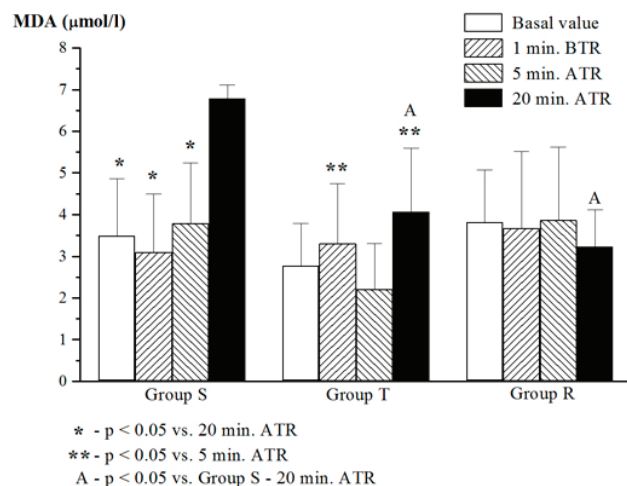 MDA (μmol/l)
Basal value
1 min. BTR
5 min. ATR
20 min. ATR
8
7
6
5
4
3
2
1
0
*
*
*
**
A
**
A
Group S
Group T
Group R
* - p < 0.05 vs. 20 min. ATR
** - p < 0.05 vs. 5 min. ATR
A - p < 0.05 vs. Group S - 20 min. ATR